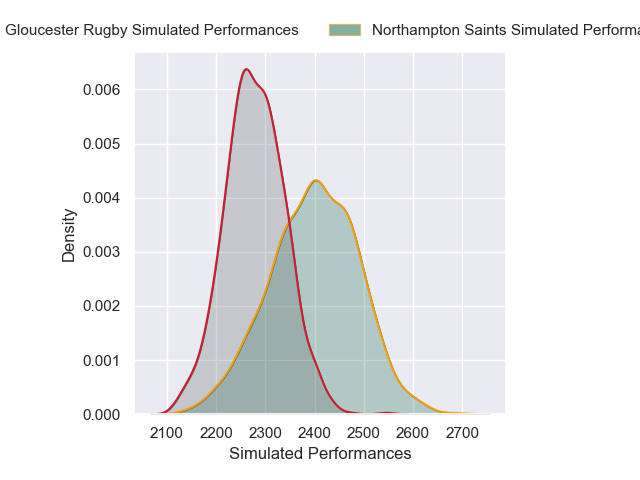 Gloucester Rugby Simulated Performances
Northampton Saints Simulated
0.006
0.005
0.004
0.003
0.002
0.001
0.000
Density
2100 2200 2300 2400 2500 2600 2700
Simulated Performances